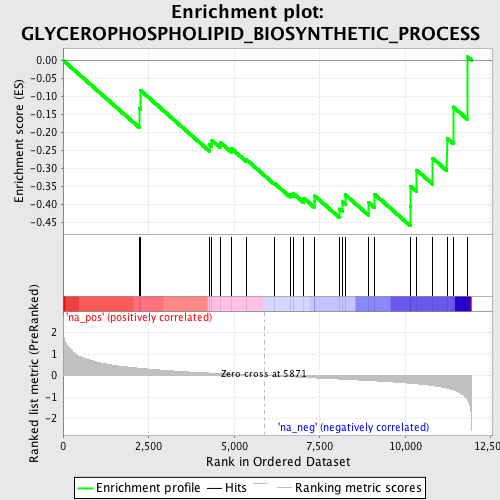 Enrichment plot:
GLYCEROPHOSPHOLIPID_BIOSYNTHETIC_PROCESS
Enrichment score (ES)
0.00
-0.05
-0.10
-0.15
-0.20
-0.25
-0.30
-0.35
-0.40
-0.45
'na_pos' (positively correlated)
Ranked list metric (PreRanked)
2
1
0
-1
-2
Zero cross at 5871
'na_neg' (negatively correlated)
0
2,500
5,000
7,500
10,000
12,500
Rank in Ordered Dataset
Enrichment profile
Hits
Ranking metric scores